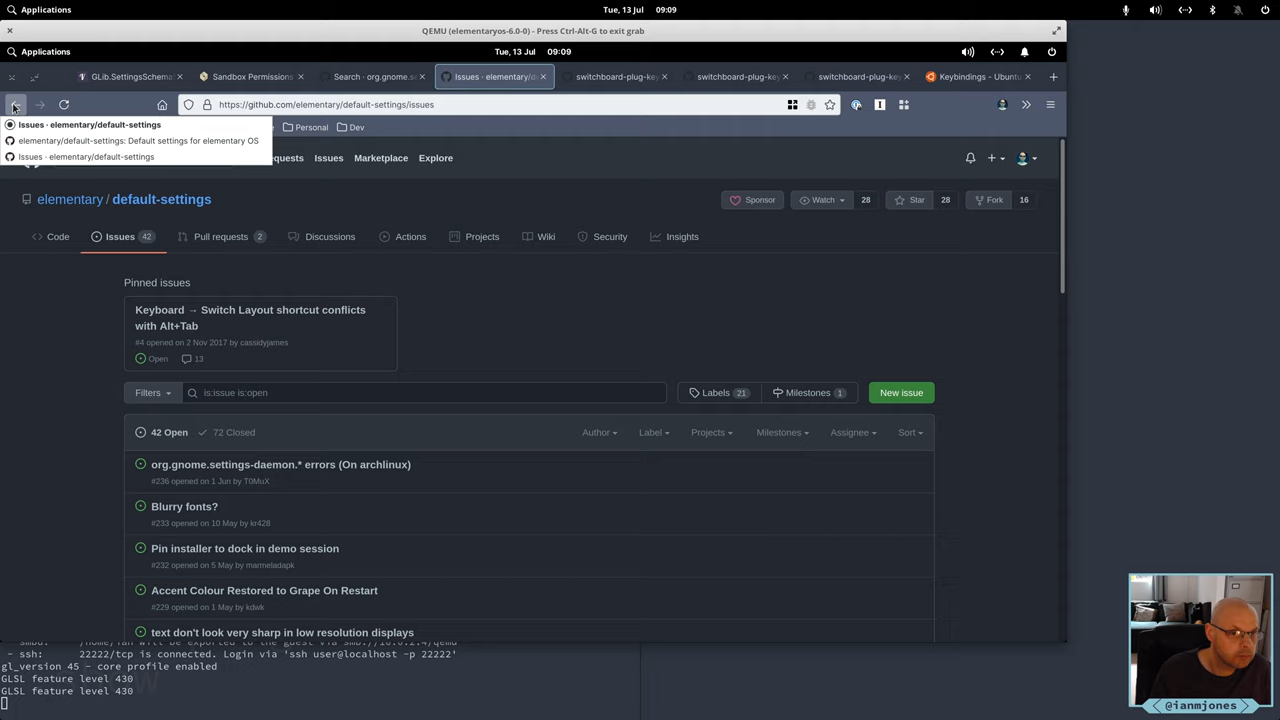 Applications
Tue, 13 Jul 09:09
QEMU (elementaryos-6.0-0) - Press Ctrl-Alt-G to exit grab
Applications
Tue, 13 Jul 09:09
GLib.SettingsSchema
Sandbox Permissions
Search · org.gnome.se
Issues · elementary/de
switchboard-plug-key
switchboard-plug-key
switchboard-plug-key
Keybindings - Ubuntu
https://github.com/elementary/default-settings/issues
Issues · elementary/default-settings
elementary/default-settings: Default settings for elementary OS
Issues · elementary/default-settings
Personal
Dev
equests
Issues
Marketplace
Explore
elementary / default-settings
Sponsor
Watch 28
Star 28
Fork 16
Code
Issues 42
Pull requests 2
Discussions
Actions
Projects
Wiki
Security
Insights
Pinned issues
Keyboard → Switch Layout shortcut conflicts
with Alt+Tab
#4 opened on 2 Nov 2017 by cassidyjames
Open 13
Filters
is:issue is:open
Labels 21
Milestones 1
New issue
42 Open
72 Closed
Author
Label
Projects
Milestones
Assignee
Sort
org.gnome.settings-daemon.* errors (On archlinux)
#236 opened on 1 Jun by T0MuX
Blurry fonts?
#233 opened on 10 May by kr428
Pin installer to dock in demo session
#232 opened on 5 May by marmeladapk
Accent Colour Restored to Grape On Restart
#229 opened on 1 May by kdwk
text don't look very sharp in low resolution displays
- ssh: 22222/tcp is connected. Login via 'ssh user@localhost -p 22222'
gl_version 45 - core profile enabled
GLSL feature level 430
GLSL feature level 430
@ianmjones